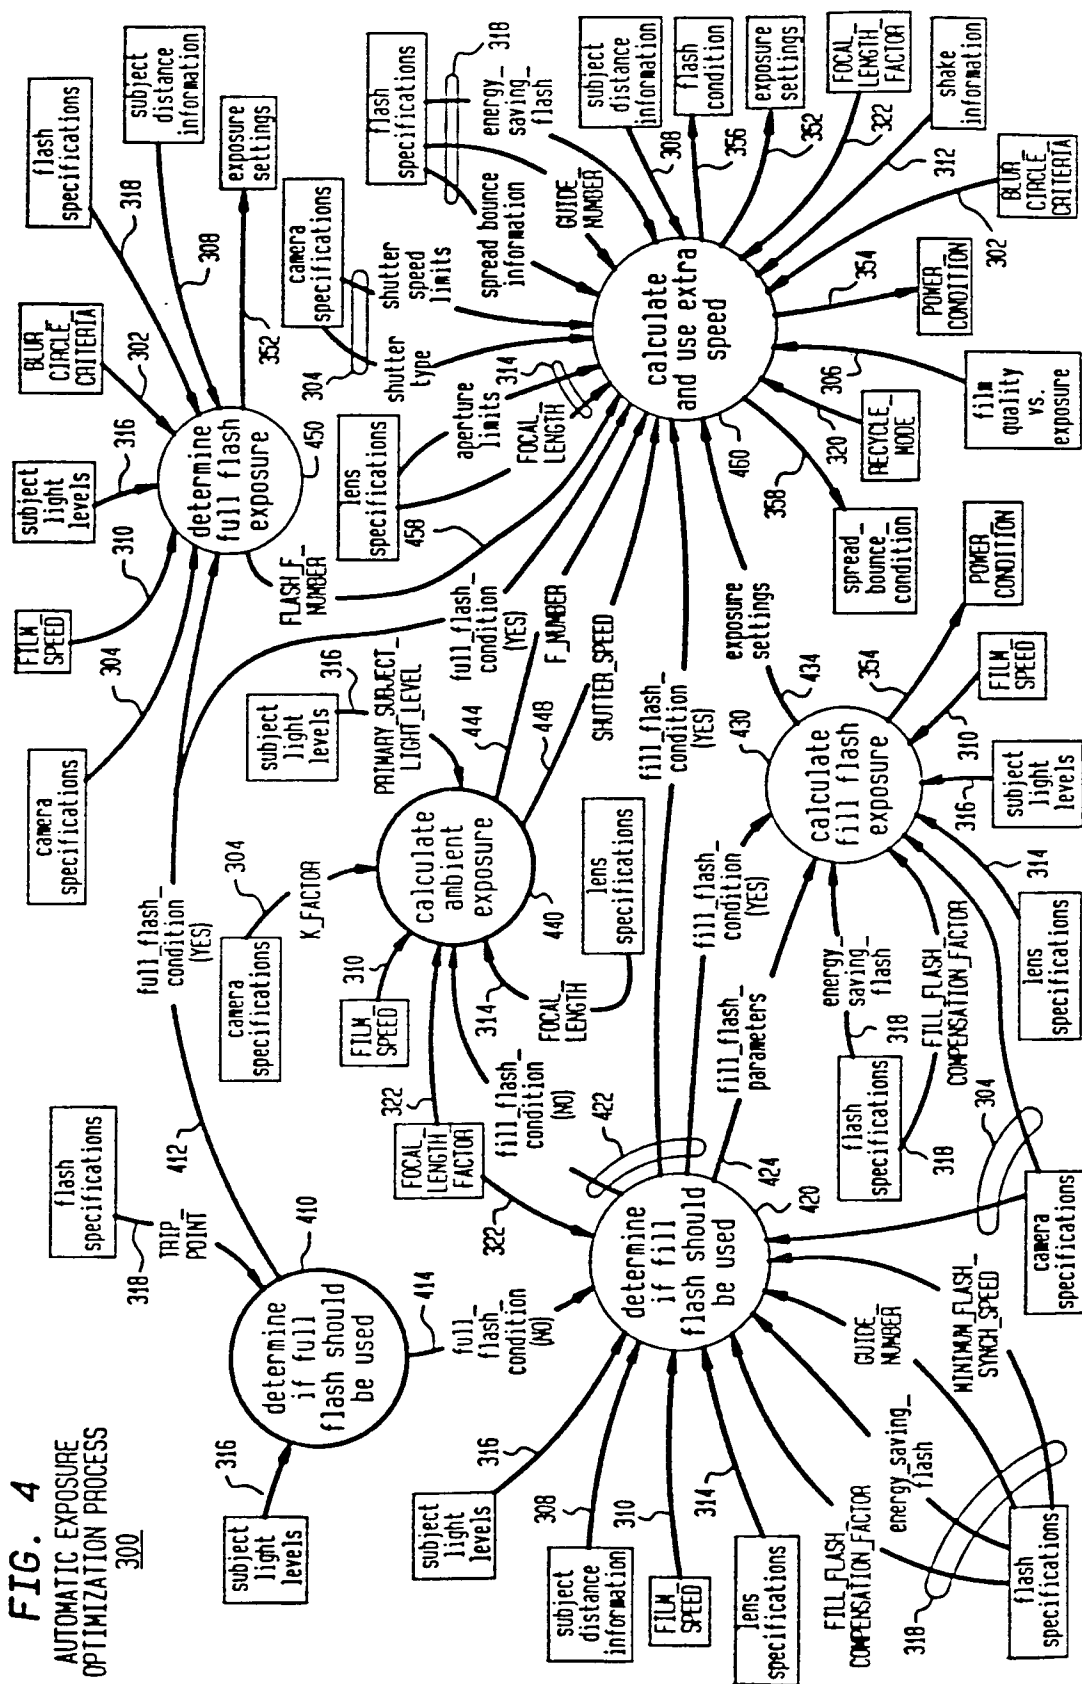 FIG. 4
AUTOMATIC EXPOSURE
OPTIMIZATION PROCESS
300
subject
light
levels
316
determine
if full
flash should
be used
410
flash
specifications
318
TRIP_
POINT
412
full_flash_
condition
(YES)
414
full_
flash_
condition
(NO)
camera
specifications
304
FILM_
SPEED
310
subject
light
levels
316
BLUR_
CIRCLE_
CRITERIA
302
flash
specifications
318
subject
distance
information
308
exposure
settings
352
determine
full flash
exposure
450
FLASH_F_
NUMBER
458
full_flash_
condition
(YES)
camera
specifications
304
K_FACTOR
subject
light
levels
316
PRIMARY_SUBJECT_
LIGHT_LEVEL
FILM_
SPEED
310
calculate
ambient
exposure
440
444
F_NUMBER
448
SHUTTER_SPEED
FOCAL_
LENGTH_
FACTOR
322
322
fill_flash_
condition
(NO)
314
FOCAL_
LENGTH
lens
specifications
lens
specifications
aperture
limits
FOCAL_
LENGTH
314
camera
specifications
304
shutter
type
shutter
speed
limits
flash
specifications
318
spread bounce
information
GUIDE_
NUMBER
energy_
saving_
flash
subject
distance
information
308
flash
condition
356
exposure
settings
352
FOCAL_
LENGTH_
FACTOR
322
shake
information
312
BLUR_
CIRCLE_
CRITERIA
302
POWER_
CONDITION
354
film
quality
vs.
exposure
306
RECYCLE_
MODE
320
spread_
bounce_
condition
358
calculate
and use extra
speed
460
subject
light
levels
316
subject
distance
information
308
FILM_
SPEED
310
lens
specifications
314
determine
if fill
flash should
be used
420
422
424
fill_flash_
condition
(YES)
fill_flash_
condition
(YES)
fill_flash_
parameters
exposure
settings
434
calculate
fill flash
exposure
430
354
POWER_
CONDITION
FILM_
SPEED
310
subject
light
levels
316
lens
specifications
314
energy_
saving_
flash
318
flash
specifications
318
FILL_FLASH_
COMPENSATION_FACTOR
304
camera
specifications
FILL_FLASH_
COMPENSATION_FACTOR
energy_saving_
flash
GUIDE_
NUMBER
MINIMUM_FLASH_
SYNCH_SPEED
318
flash
specifications